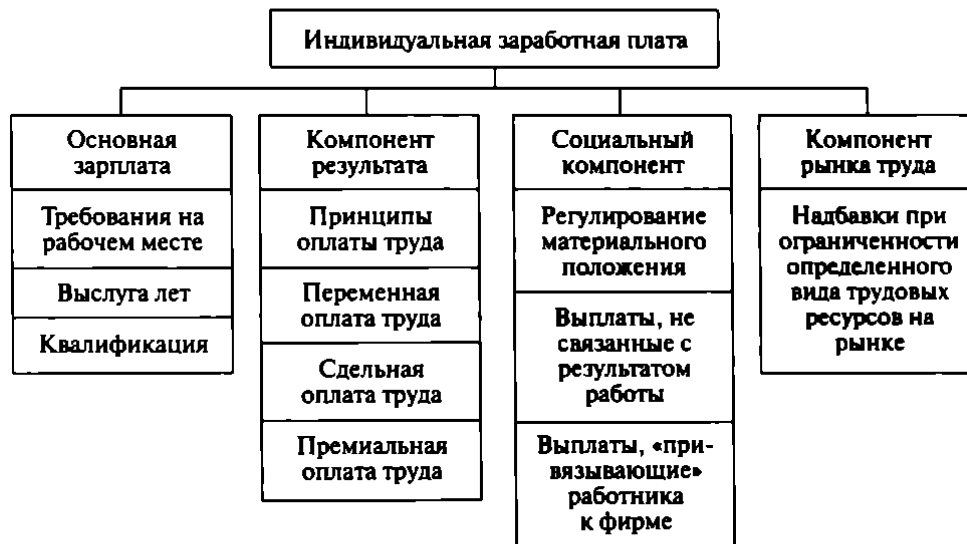 Индивидуальная заработная плата
Основная
зарплата
Требования на
рабочем месте
Выслуга лет
Квалификация
Компонент
результата
Принципы
оплаты труда
Переменная
оплата труда
Сдельная
оплата труда
Премиальная
оплата труда
Социальный
компонент
Регулирование
материального
положения
Выплаты, не
связанные с
результатом
работы
Выплаты, «при-
вязывающие»
работника
к фирме
Компонент
рынка труда
Надбавки при
ограниченности
определенного
вида трудовых
ресурсов на
рынке